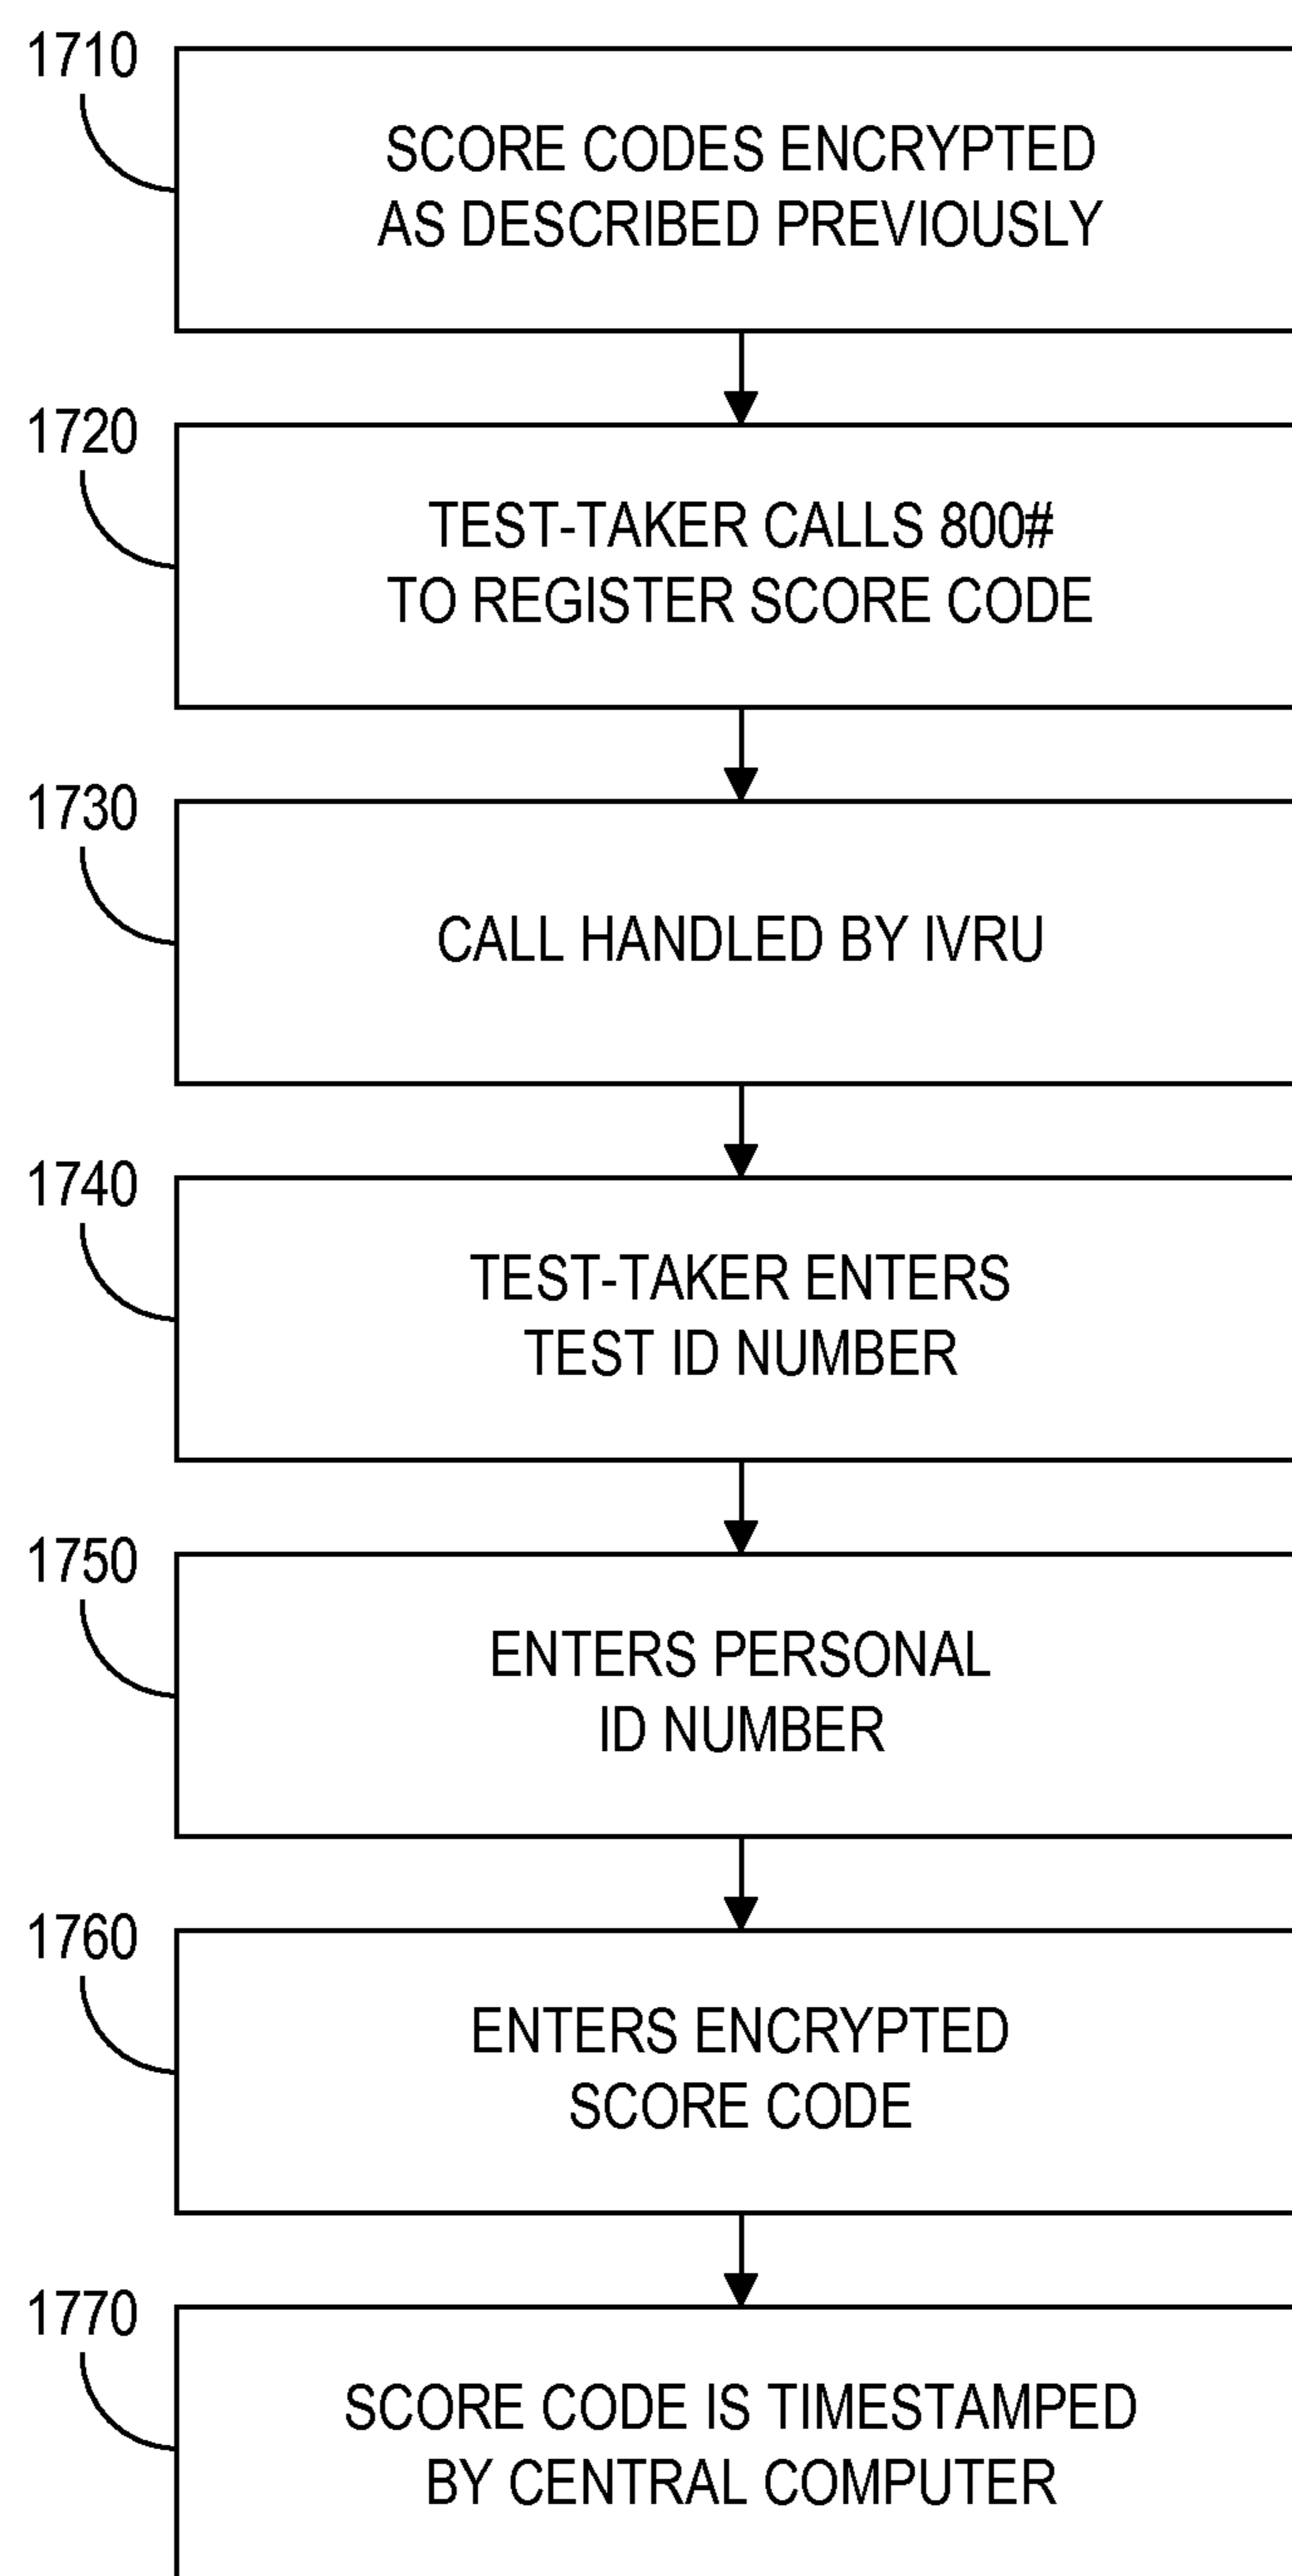 1710
SCORE CODES ENCRYPTED
AS DESCRIBED PREVIOUSLY
1720
TEST-TAKER CALLS 800#
TO REGISTER SCORE CODE
1730
CALL HANDLED BY IVRU
1740
TEST-TAKER ENTERS
TEST ID NUMBER
1750
ENTERS PERSONAL
ID NUMBER
1760
ENTERS ENCRYPTED
SCORE CODE
1770
SCORE CODE IS TIMESTAMPED
BY CENTRAL COMPUTER